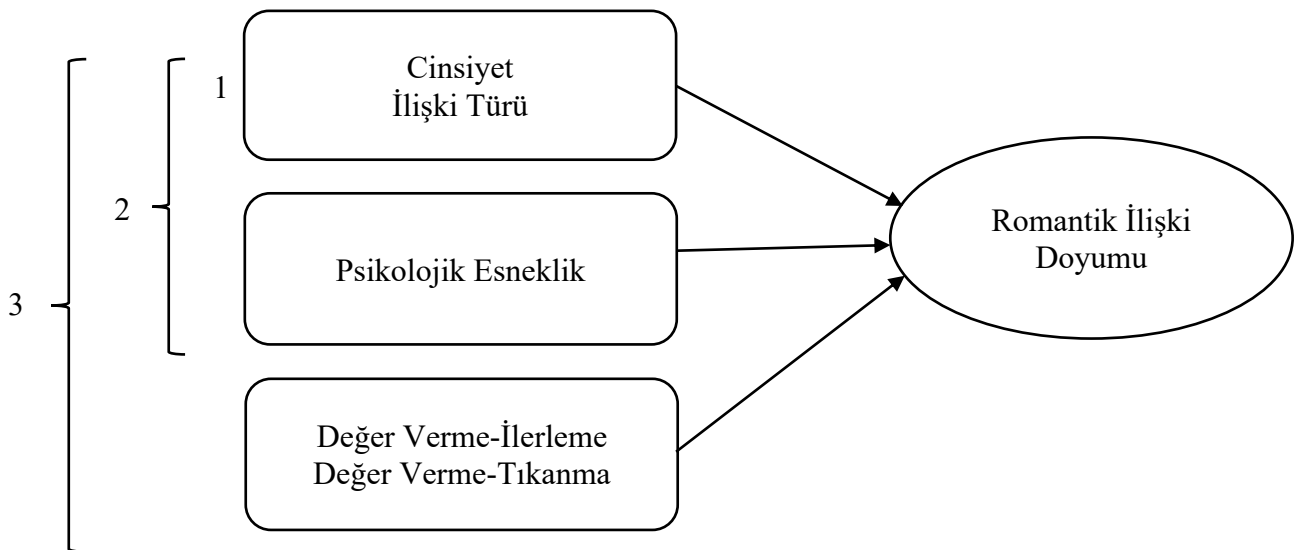 1
Cinsiyet
İlişki Türü
2
Psikolojik Esneklik
3
Değer Verme-İlerleme
Değer Verme-Tıkanma
Romantik İlişki
Doyumu